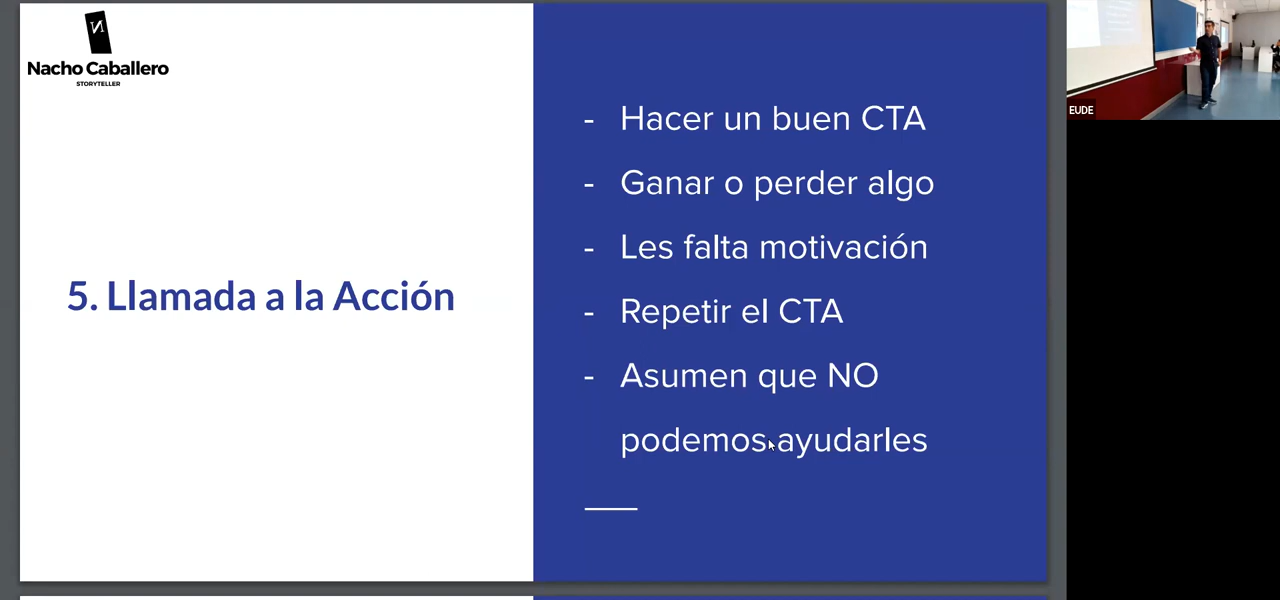 Nacho Caballero
STORYTELLER
5. Llamada a la Acción
- Hacer un buen CTA
- Ganar o perder algo
- Les falta motivación
- Repetir el CTA
- Asumen que NO
podemos ayudarles
EUDE